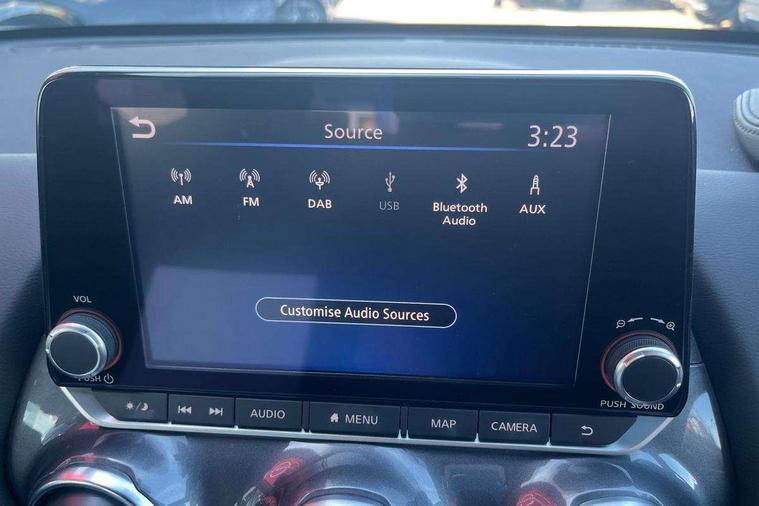 Source
3:23
AM
FM
DAB
USB
Bluetooth
Audio
AUX
Customise Audio Sources
VOL
PUSH
PUSH SOUND
AUDIO
MENU
MAP
CAMERA